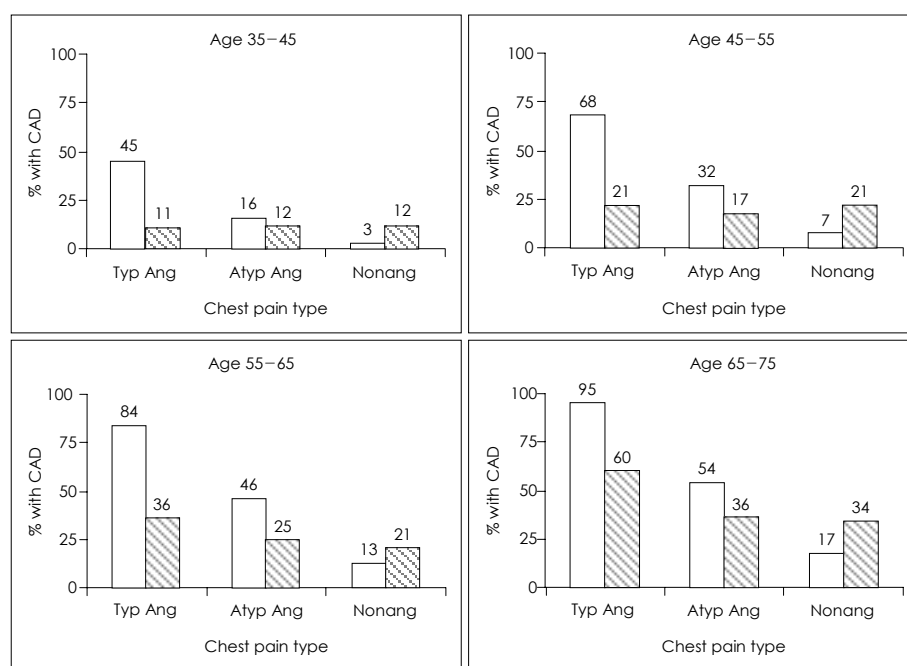 Age 35–45
100
75
50
25
0
% with CAD
45
11
16
12
3
12
Typ Ang
Atyp Ang
Nonang
Chest pain type
Age 45–55
100
75
50
25
0
% with CAD
68
21
32
17
7
21
Typ Ang
Atyp Ang
Nonang
Chest pain type
Age 55–65
100
75
50
25
0
% with CAD
84
36
46
25
13
21
Typ Ang
Atyp Ang
Nonang
Chest pain type
Age 65–75
100
75
50
25
0
% with CAD
95
60
54
36
17
34
Typ Ang
Atyp Ang
Nonang
Chest pain type